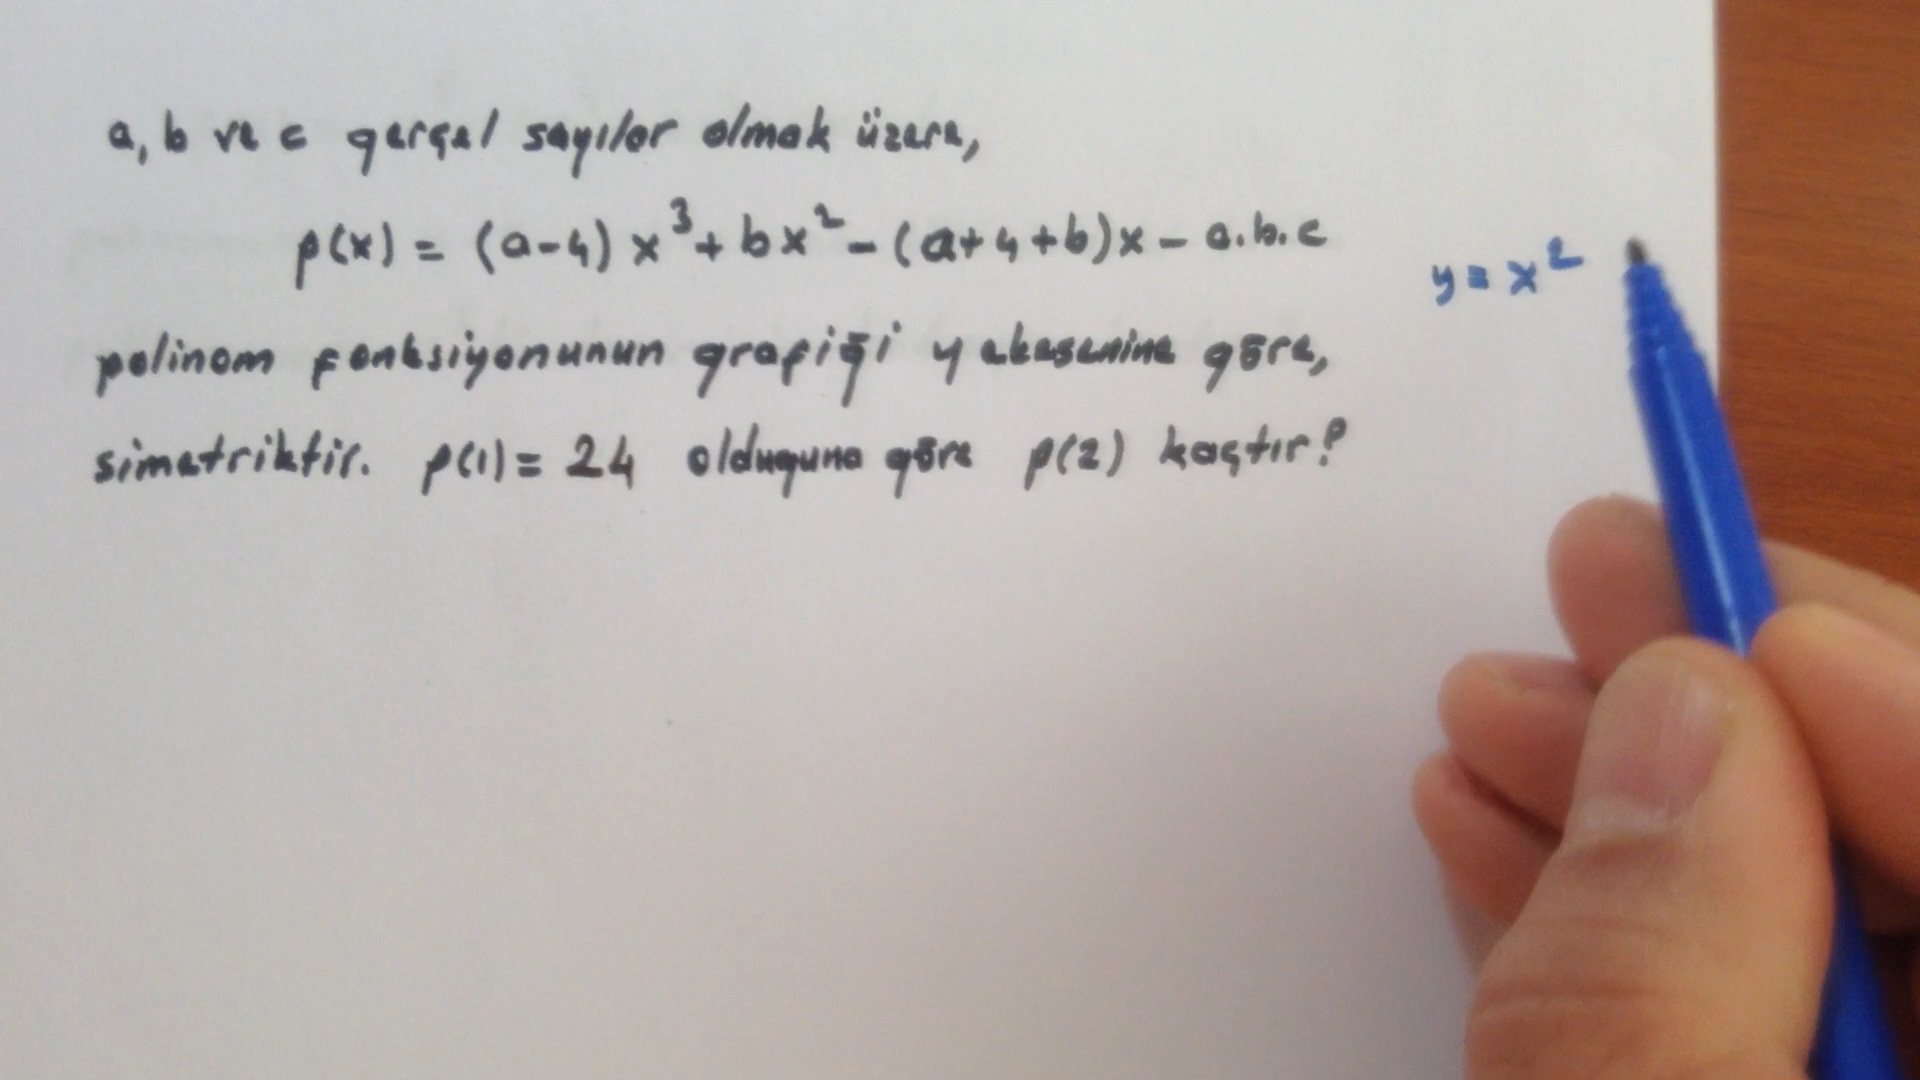 a, b ve c gerçel sayılar olmak üzere,
p(x) = (a-4) x³ + bx² - (a+4+b)x - a.b.c
y = x²
polinom fonksiyonunun grafiği y eksenine göre,
simetriktir. p(1) = 24 olduguna göre p(2) kaçtır?